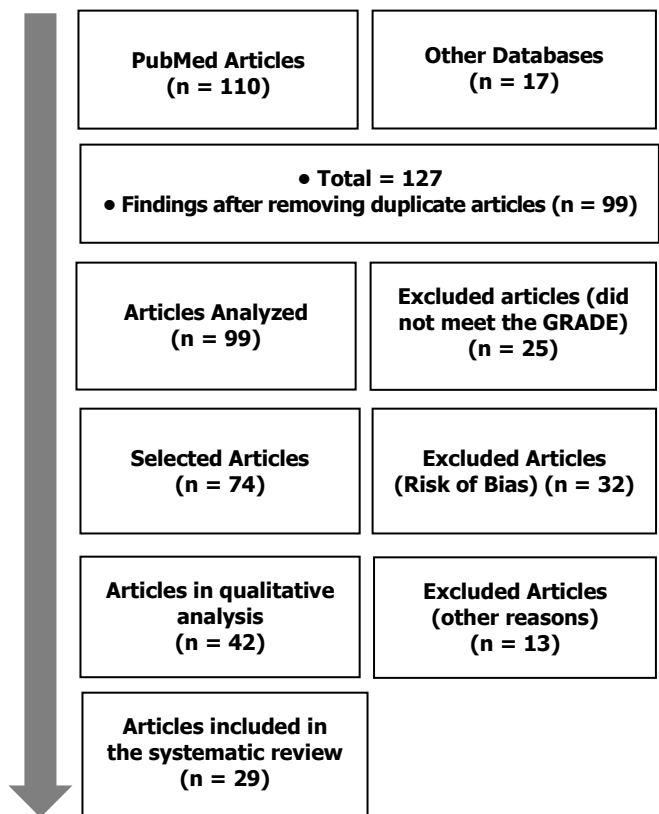 PubMed Articles
(n = 110)
Other Databases
(n = 17)
• Total = 127
• Findings after removing duplicate articles (n = 99)
Articles Analyzed
(n = 99)
Excluded articles (did
not meet the GRADE)
(n = 25)
Selected Articles
(n = 74)
Excluded Articles
(Risk of Bias) (n = 32)
Articles in qualitative
analysis
(n = 42)
Excluded Articles
(other reasons)
(n = 13)
Articles included in
the systematic review
(n = 29)